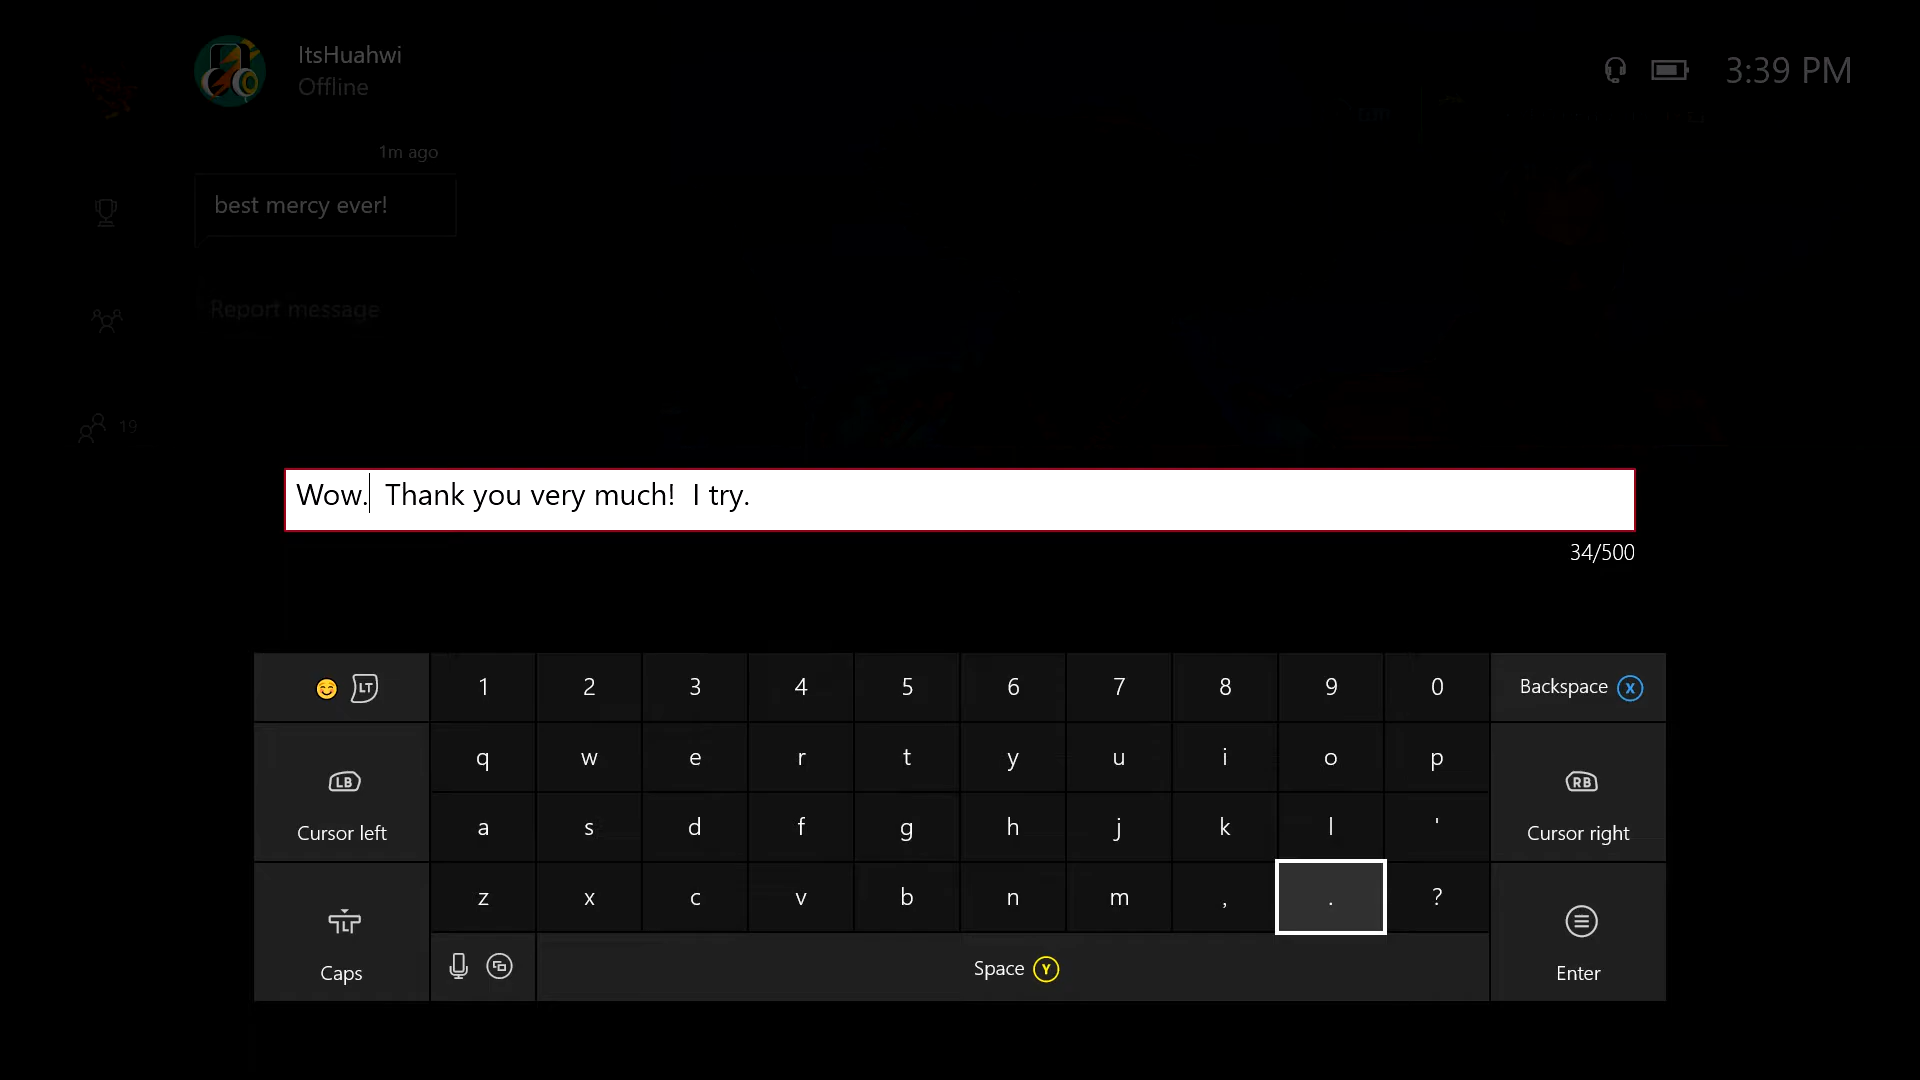 ItsHuahwi
Offline
3:39 PM
1m ago
best mercy ever!
Report message
19
Wow.  Thank you very much!  I try.
34/500
LT 1 2 3 4 5 6 7 8 9 0 Backspace X
q w e r t y u i o p
LB RB
Cursor left a s d f g h j k l ' Cursor right
z x c v b n m , . ?
Caps Space Y Enter